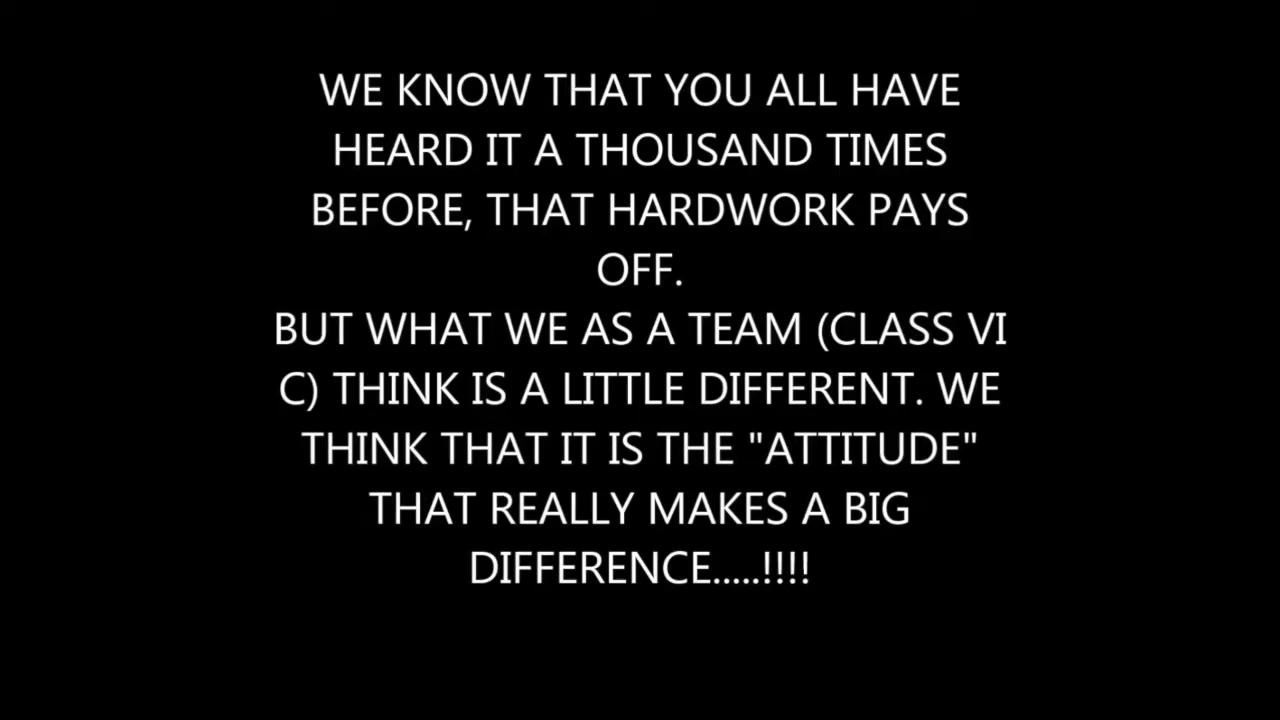 WE KNOW THAT YOU ALL HAVE
HEARD IT A THOUSAND TIMES
BEFORE, THAT HARDWORK PAYS
OFF.
BUT WHAT WE AS A TEAM (CLASS VI
C) THINK IS A LITTLE DIFFERENT. WE
THINK THAT IT IS THE "ATTITUDE"
THAT REALLY MAKES A BIG
DIFFERENCE.....!!!!